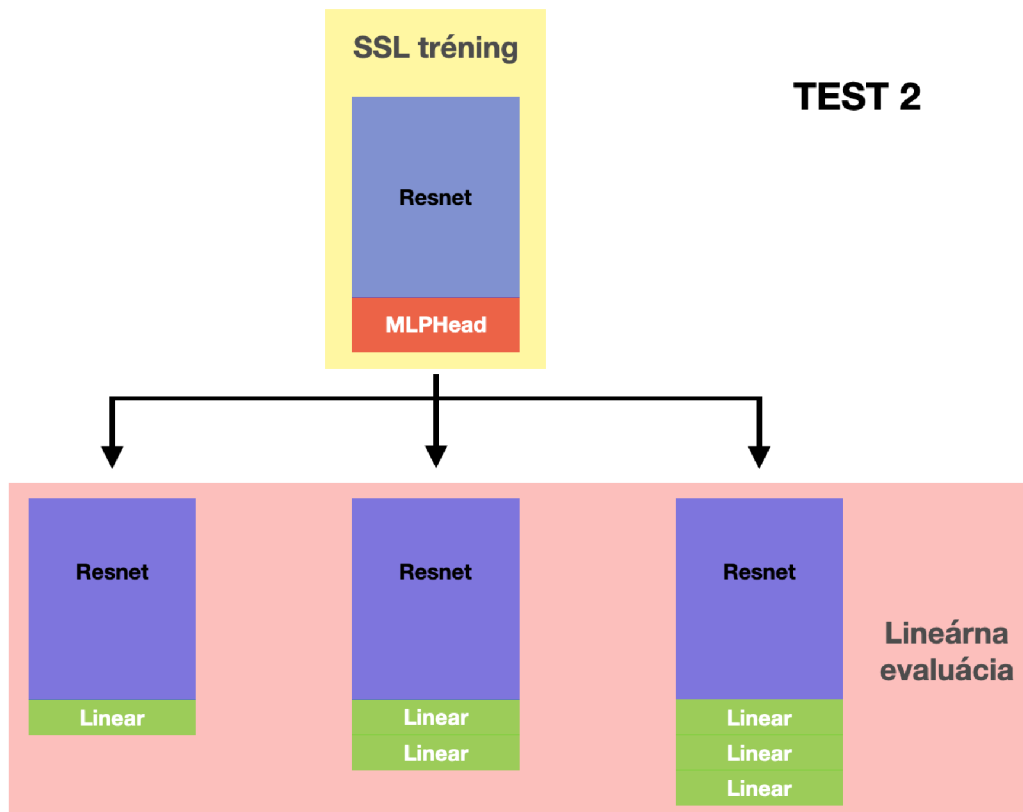 SSL tréning
TEST 2
Resnet
MLPHead
Resnet
Resnet
Resnet
Lineárna
evaluácia
Linear
Linear
Linear
Linear
Linear
Linear